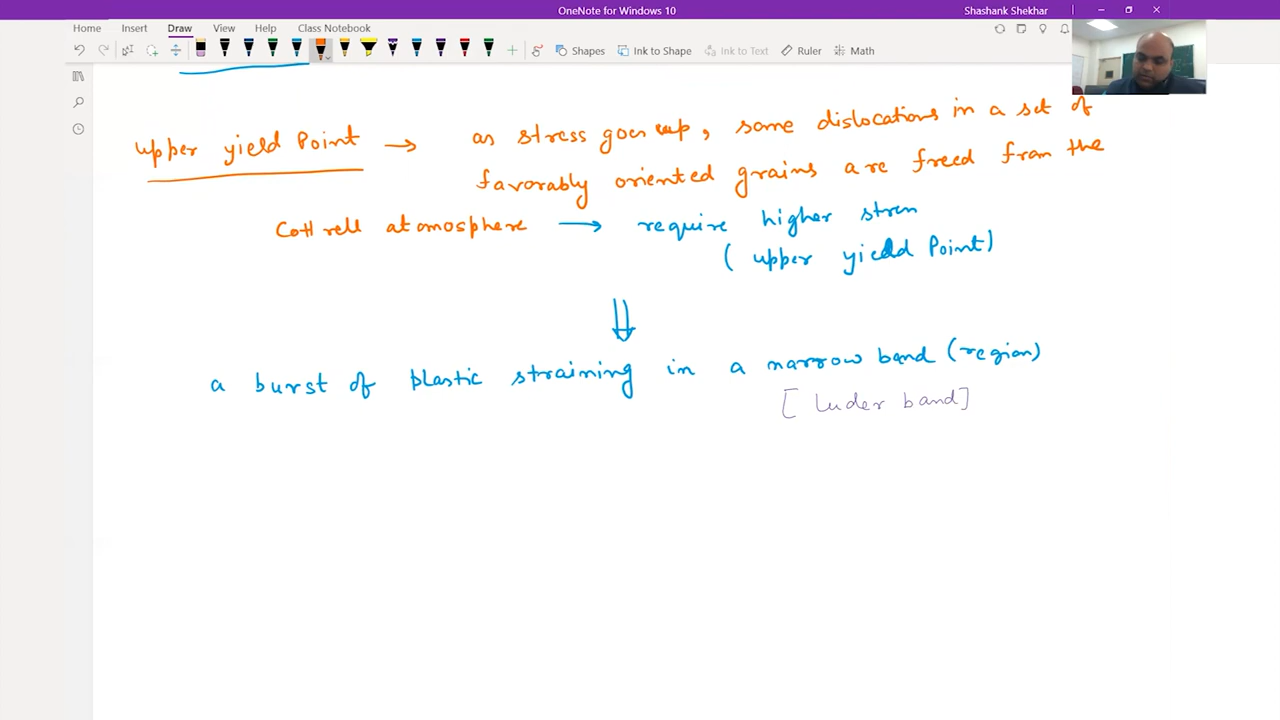 OneNote for Windows 10
Shashank Shekhar
Home Insert Draw View Help Class Notebook
Shapes Ink to Shape Ink to Text Ruler Math
upper yield Point → as stress goes up, some dislocations in a set of
favorably oriented grains are freed from the
Cottrell atmosphere → require higher stress
(upper yield Point)
⇓
a burst of plastic straining in a narrow band (region)
[Luder band]